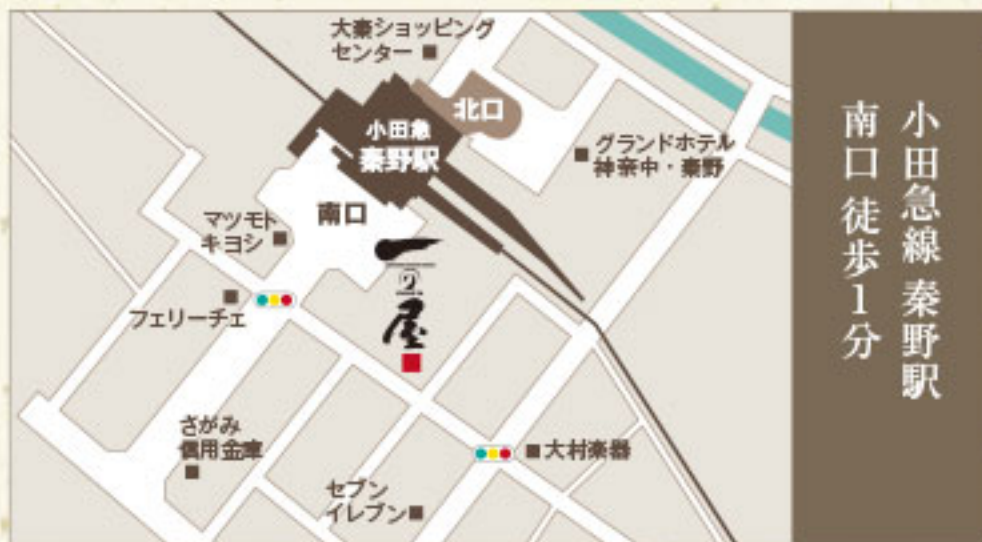 大秦ショッピング
センター
北口
小田急
秦野駅
グランドホテル
神奈中・秦野
南口
マツモト
キヨシ
一の屋
フェリーチェ
さがみ
信用金庫
大村楽器
セブン
イレブン
小田急線 秦野駅
南口 徒歩1分